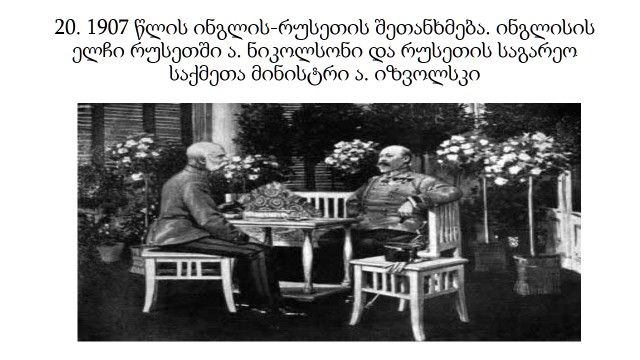 20. 1907 წლის ინგლის-რუსეთის შეთანხმება. ინგლისის
ელჩი რუსეთში ა. ნიკოლსონი და რუსეთის საგარეო
საქმეთა მინისტრი ა. იზვოლსკი